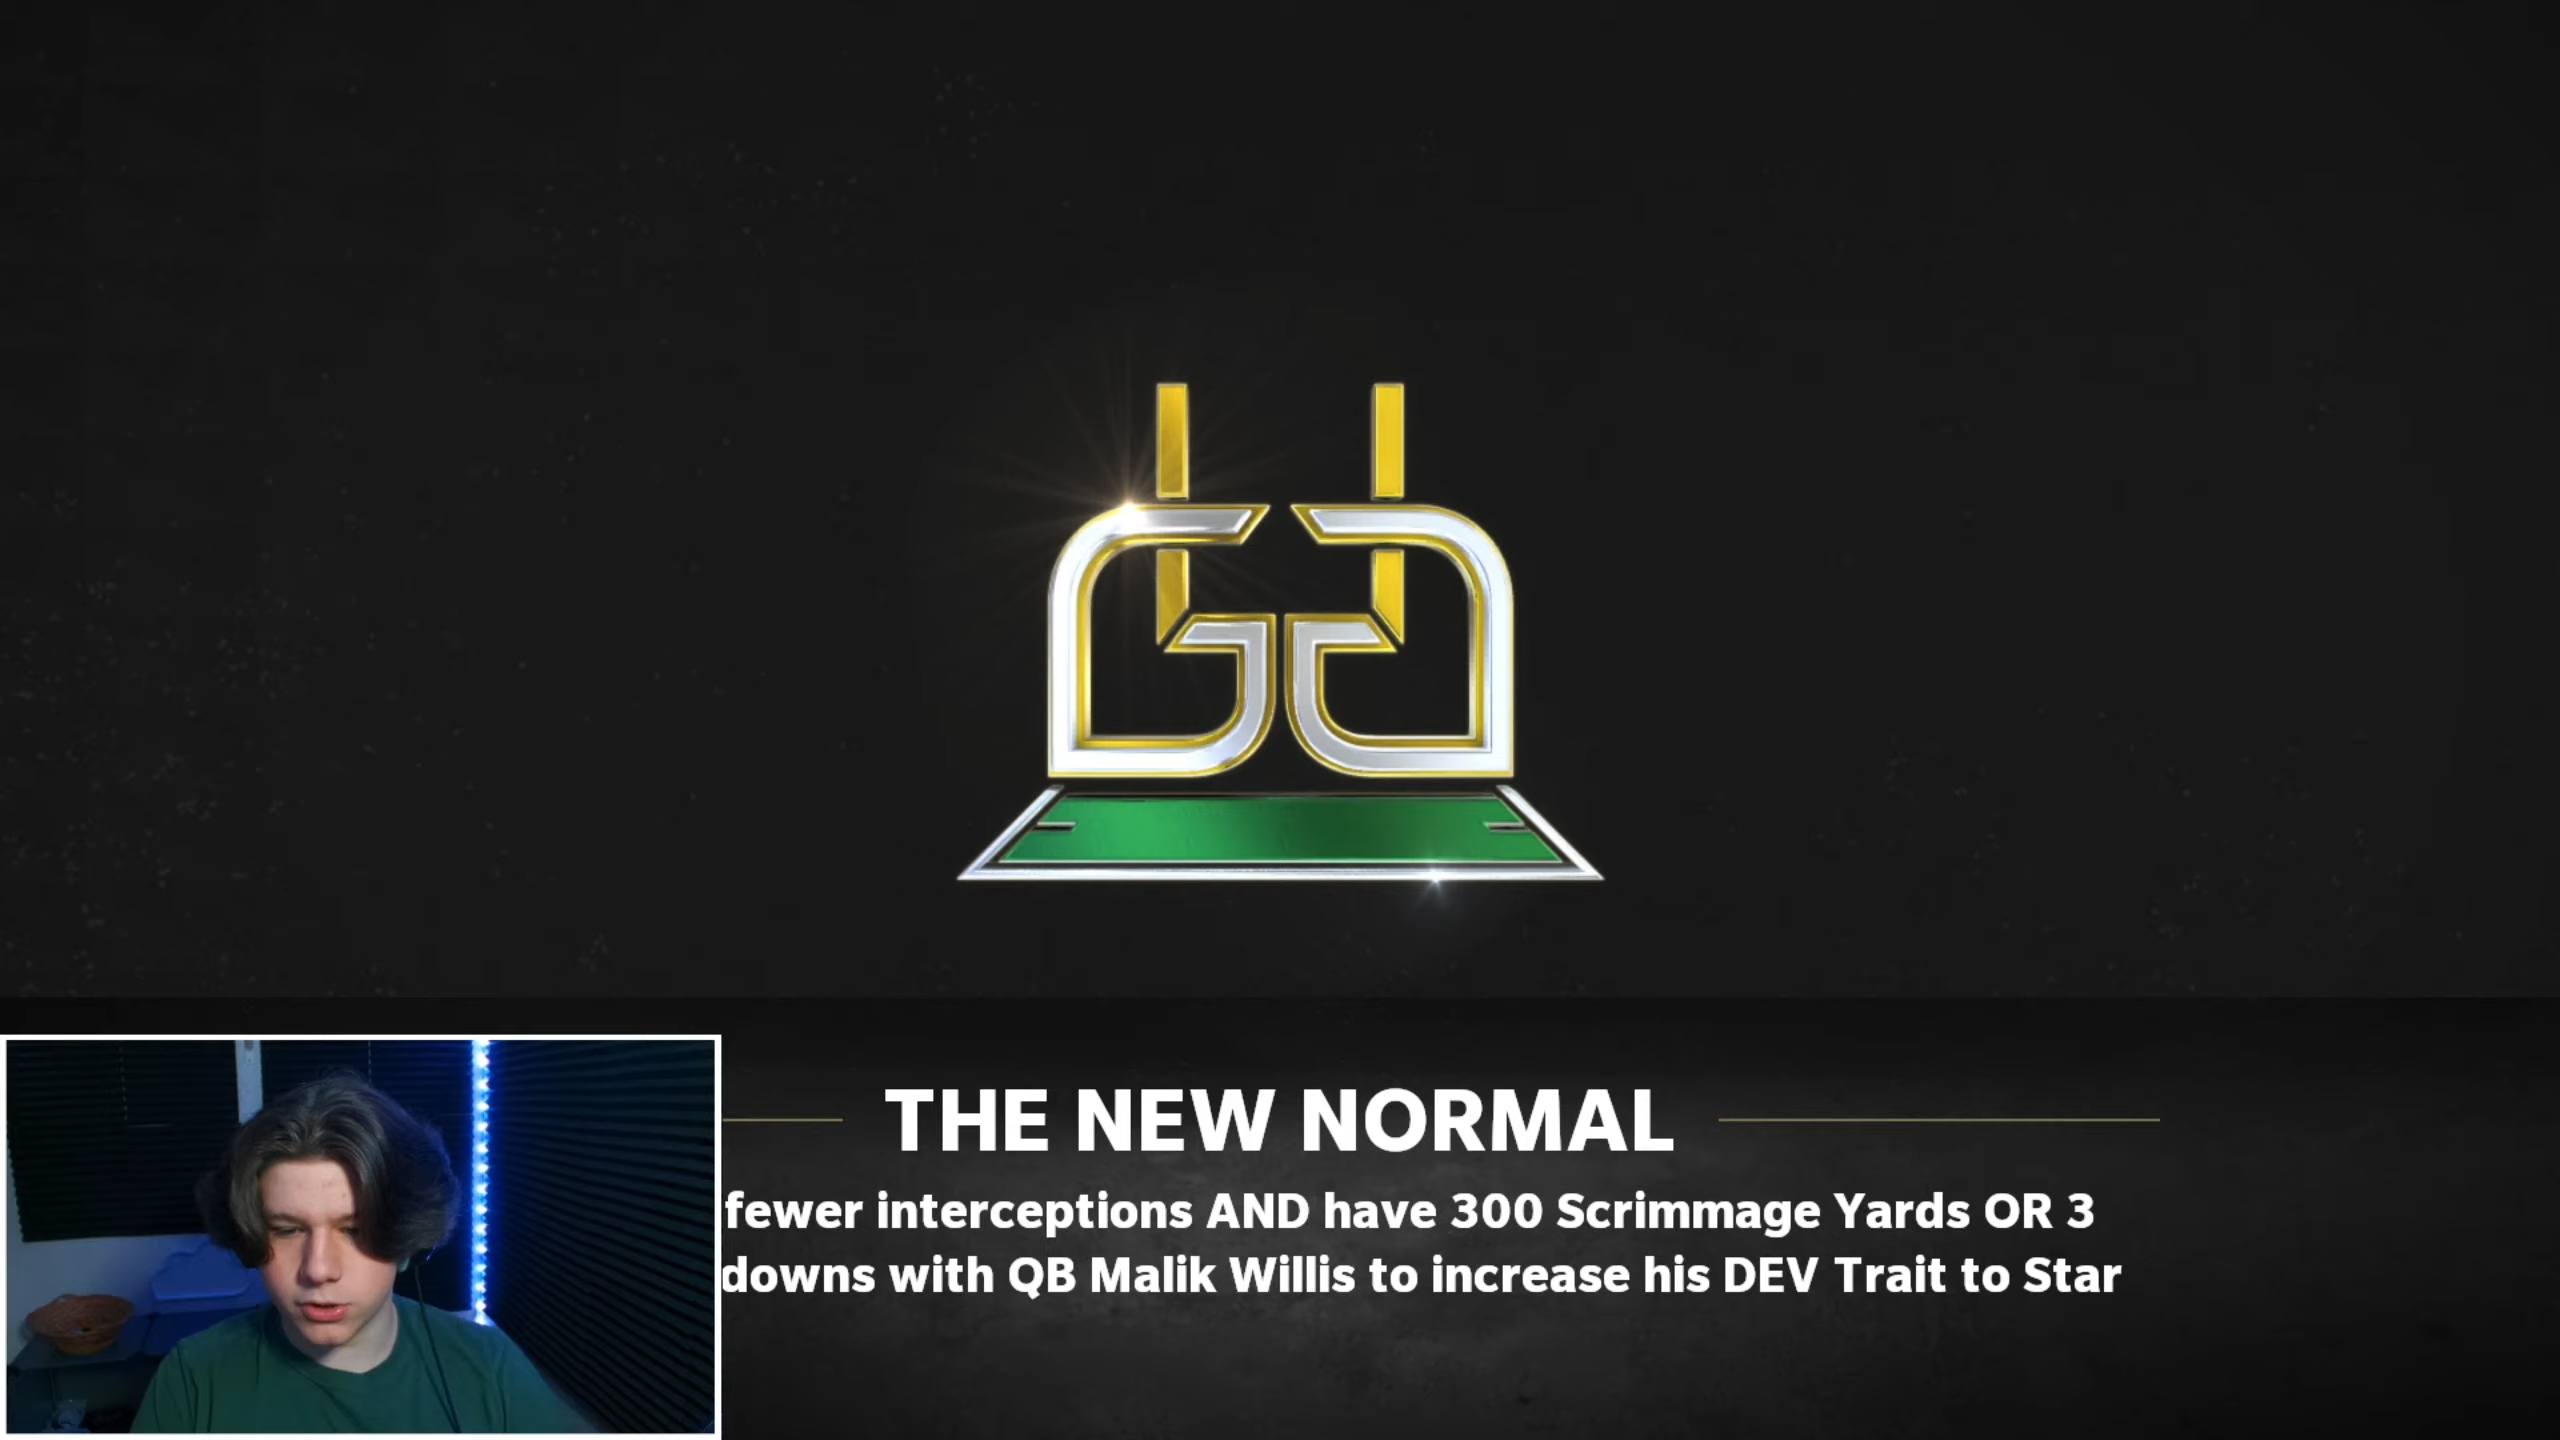 THE NEW NORMAL
fewer interceptions AND have 300 Scrimmage Yards OR 3
downs with QB Malik Willis to increase his DEV Trait to Star